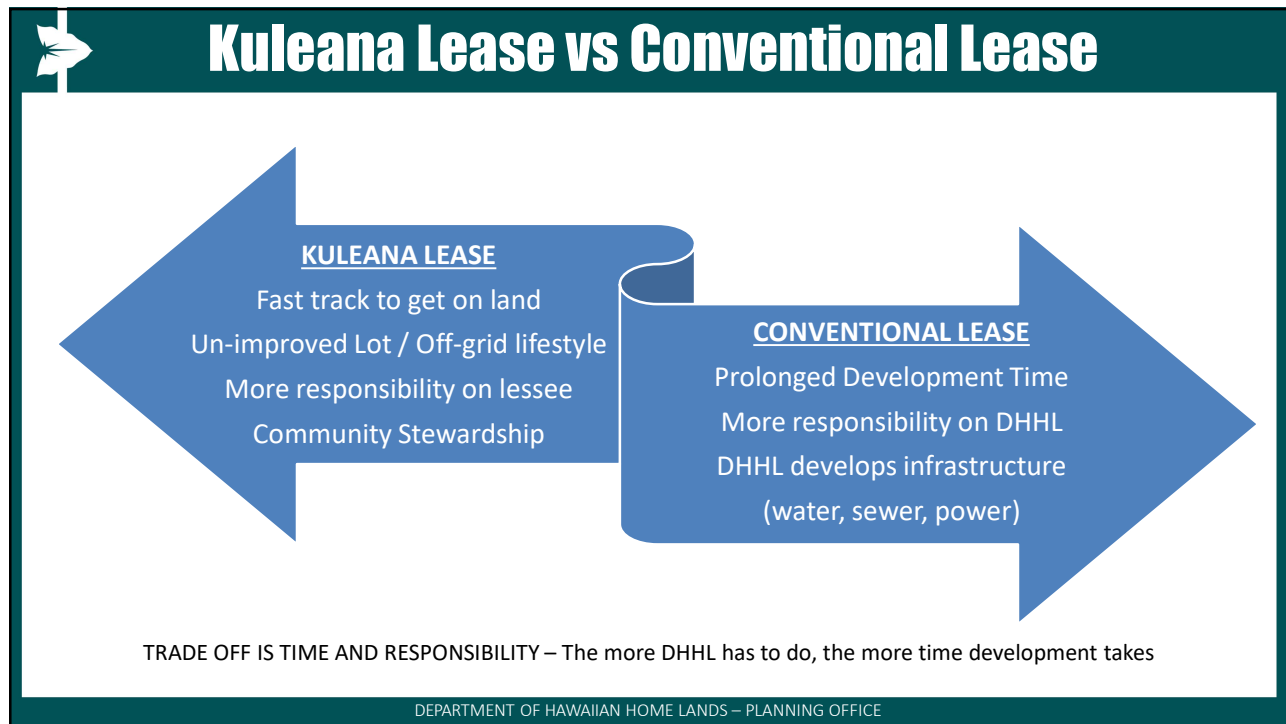 Kuleana Lease vs Conventional Lease
KULEANA LEASE
Fast track to get on land
Un-improved Lot / Off-grid lifestyle
More responsibility on lessee
Community Stewardship
CONVENTIONAL LEASE
Prolonged Development Time
More responsibility on DHHL
DHHL develops infrastructure
(water, sewer, power)
TRADE OFF IS TIME AND RESPONSIBILITY – The more DHHL has to do, the more time development takes
DEPARTMENT OF HAWAIIAN HOME LANDS – PLANNING OFFICE